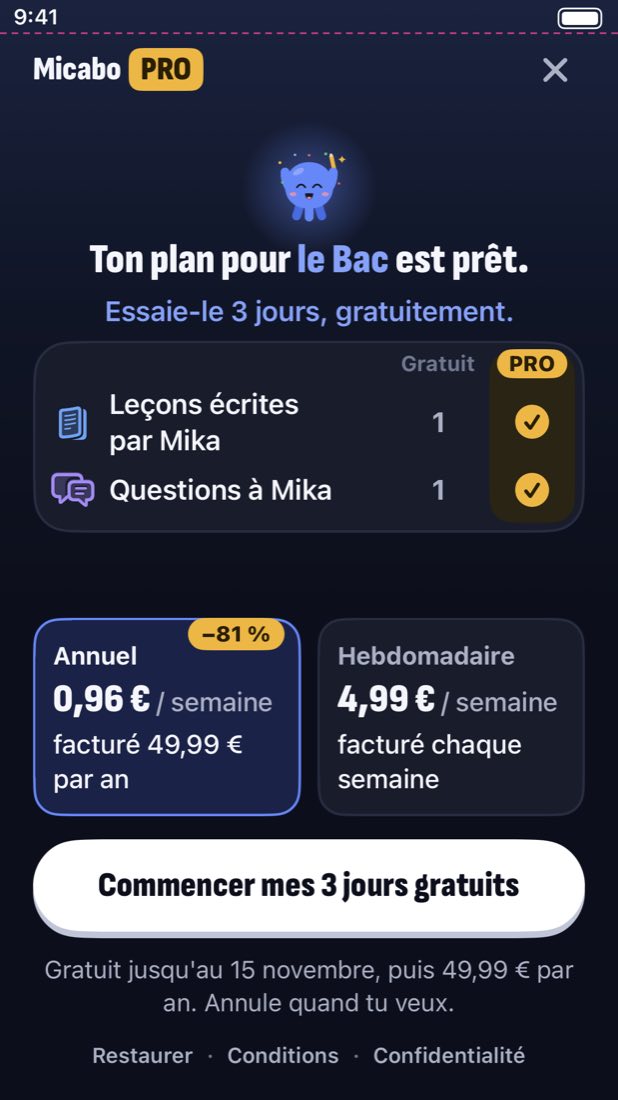 9:41
Micabo PRO
Ton plan pour le Bac est prêt.
Essaie-le 3 jours, gratuitement.
Gratuit PRO
Leçons écrites
par Mika 1
Questions à Mika 1
−81 %
Annuel
0,96 € / semaine
facturé 49,99 €
par an
Hebdomadaire
4,99 € / semaine
facturé chaque
semaine
Commencer mes 3 jours gratuits
Gratuit jusqu'au 15 novembre, puis 49,99 € par
an. Annule quand tu veux.
Restaurer · Conditions · Confidentialité